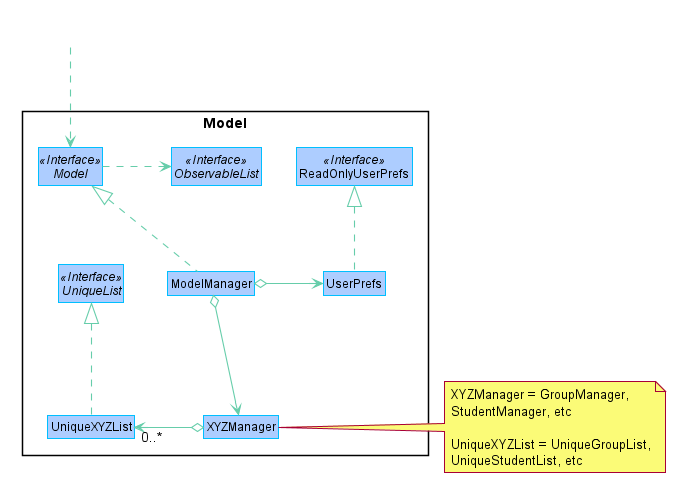 Model
«Interface»
Model
«Interface»
ObservableList
«Interface»
ReadOnlyUserPrefs
«Interface»
UniqueList
ModelManager
UserPrefs
UniqueXYZList
0..*
XYZManager
XYZManager = GroupManager,
StudentManager, etc
UniqueXYZList = UniqueGroupList,
UniqueStudentList, etc